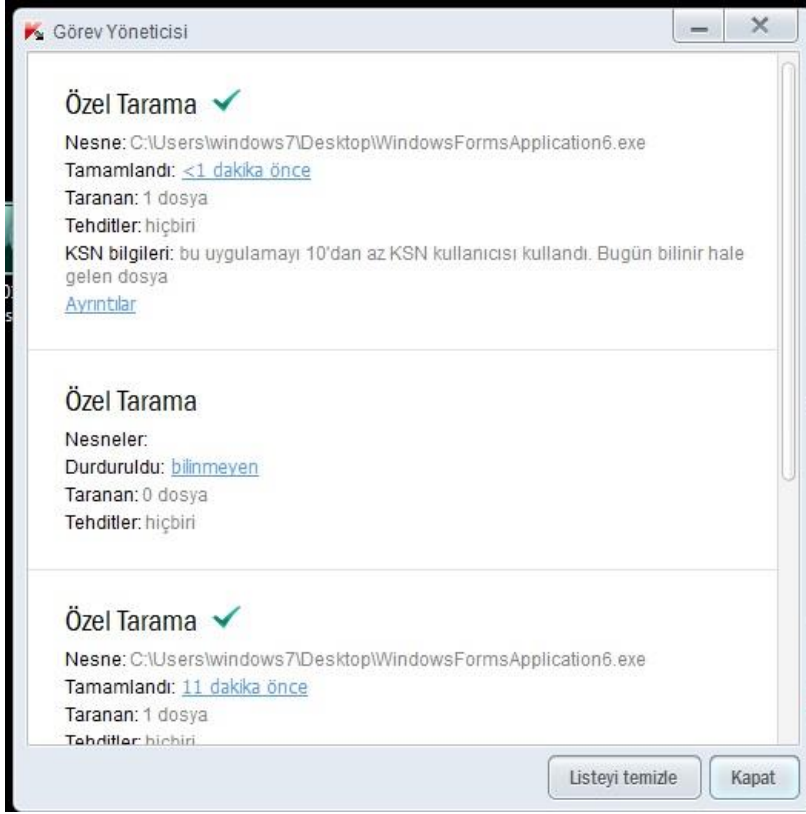 Görev Yöneticisi
Özel Tarama
Nesne: C:\Users\windows7\Desktop\WindowsFormsApplication6.exe
Tamamlandı: <1 dakika önce
Taranan: 1 dosya
Tehditler: hiçbiri
KSN bilgileri: bu uygulamayı 10'dan az KSN kullanıcısı kullandı. Bugün bilinir hale
gelen dosya
Ayrıntılar
Özel Tarama
Nesneler:
Durduruldu: bilinmeyen
Taranan: 0 dosya
Tehditler: hiçbiri
Özel Tarama
Nesne: C:\Users\windows7\Desktop\WindowsFormsApplication6.exe
Tamamlandı: 11 dakika önce
Taranan: 1 dosya
Tehditler: hiçbiri
Listeyi temizle
Kapat